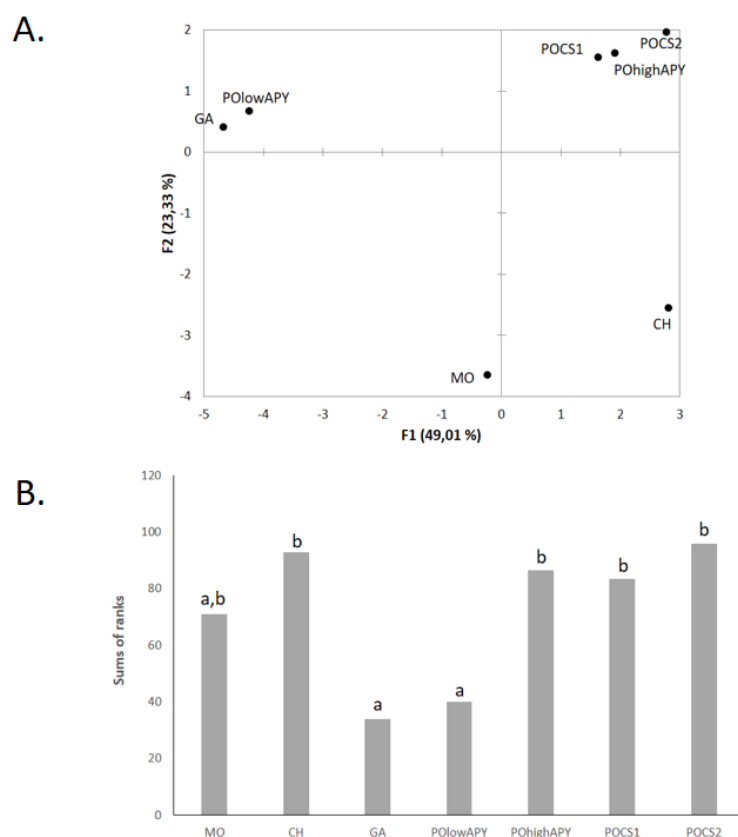 A.
2
1
0
-1
-2
-3
-4
F2 (23,33 %)
POCS1
POCS2
POhighAPY
POlowAPY
GA
CH
MO
-5 -4 -3 -2 -1 0 1 2 3
F1 (49,01 %)
B.
120
100
80
60
40
20
0
Sums of ranks
a,b b a a b b b
MO CH GA POlowAPY POhighAPY POCS1 POCS2